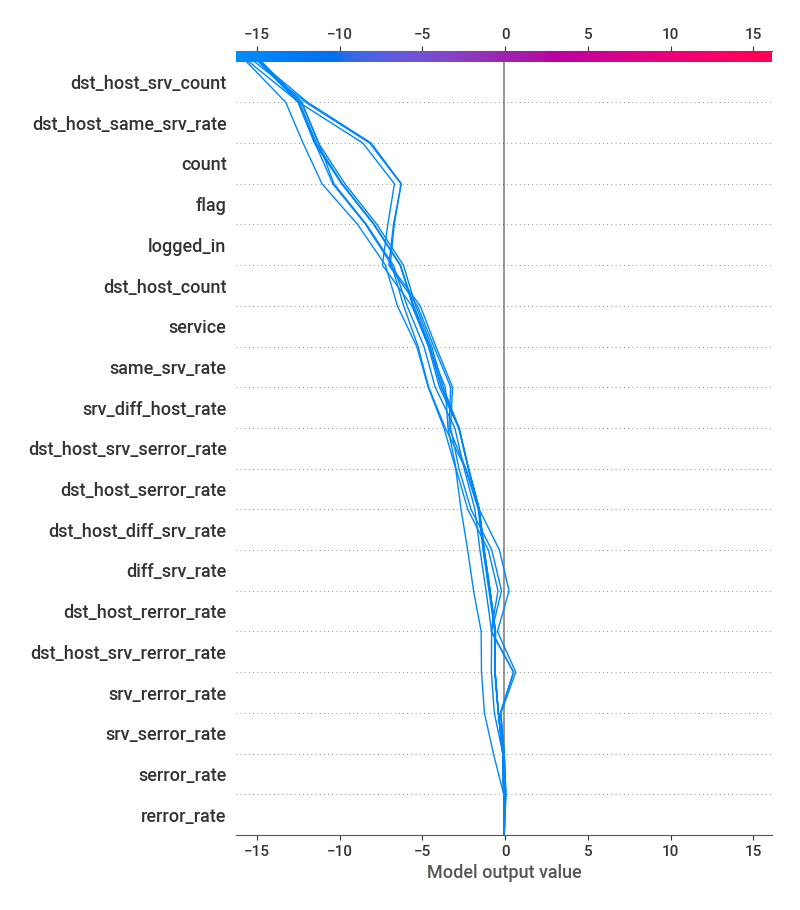 −15 −10 −5 0 5 10 15
dst_host_srv_count
dst_host_same_srv_rate
count
flag
logged_in
dst_host_count
service
same_srv_rate
srv_diff_host_rate
dst_host_srv_serror_rate
dst_host_serror_rate
dst_host_diff_srv_rate
diff_srv_rate
dst_host_rerror_rate
dst_host_srv_rerror_rate
srv_rerror_rate
srv_serror_rate
serror_rate
rerror_rate
−15 −10 −5 0 5 10 15
Model output value